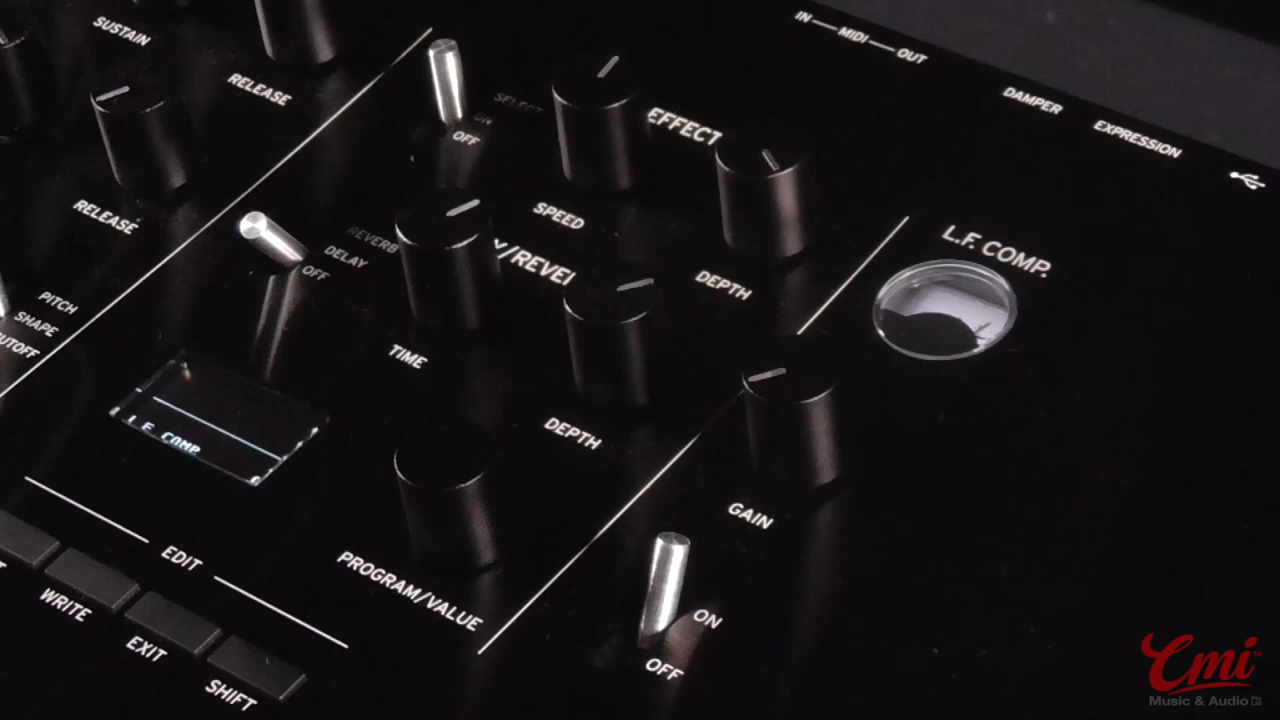 IN — MIDI — OUT
DAMPER
EXPRESSION
SUSTAIN
RELEASE
SELECT
ON
OFF
EFFECT
SPEED
DEPTH
L.F. COMP.
RELEASE
REVERB
DELAY
OFF
PITCH
SHAPE
TIME
DEPTH
L.F. COMP.
GAIN
EDIT
WRITE
EXIT
SHIFT
PROGRAM/VALUE
ON
OFF
Cmi
Music & Audio